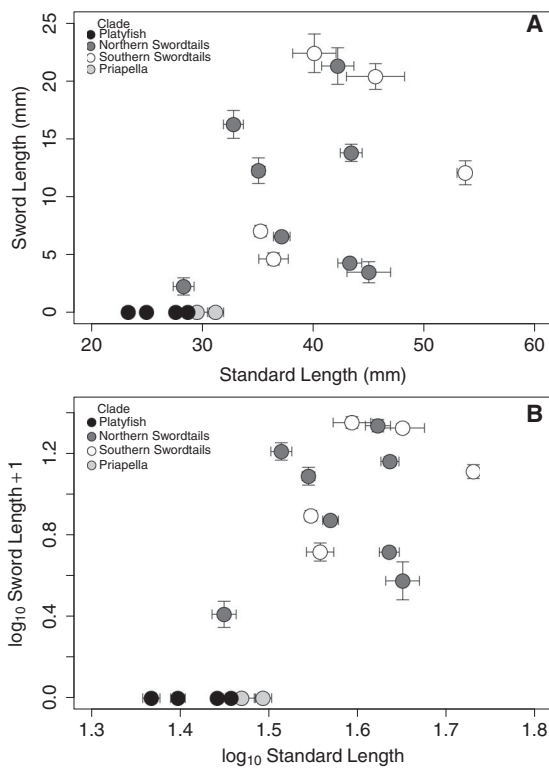 A
Clade
Platyfish
Northern Swordtails
Southern Swordtails
Priapella
25
20
15
10
5
0
Sword Length (mm)
20 30 40 50 60
Standard Length (mm)
B
Clade
Platyfish
Northern Swordtails
Southern Swordtails
Priapella
1.2
0.8
0.4
0.0
log10 Sword Length + 1
1.3 1.4 1.5 1.6 1.7 1.8
log10 Standard Length